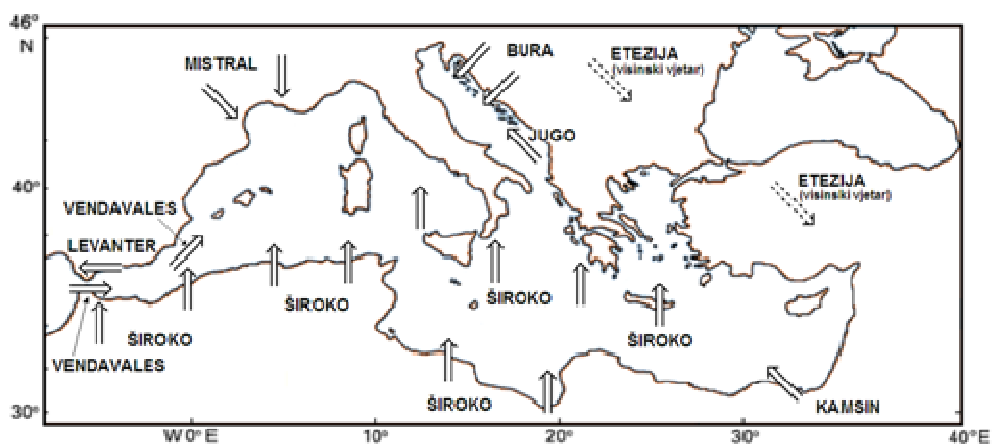 46°
N
MISTRAL
BURA
ETEZIJA
(visinski vjetar)
JUGO
40°
ETEZIJA
(visinski vjetar)
VENDAVALES
LEVANTER
ŠIROKO
ŠIROKO
ŠIROKO
ŠIROKO
VENDAVALES
ŠIROKO
KAMSIN
30°
W 0° E
10°
20°
30°
40°E